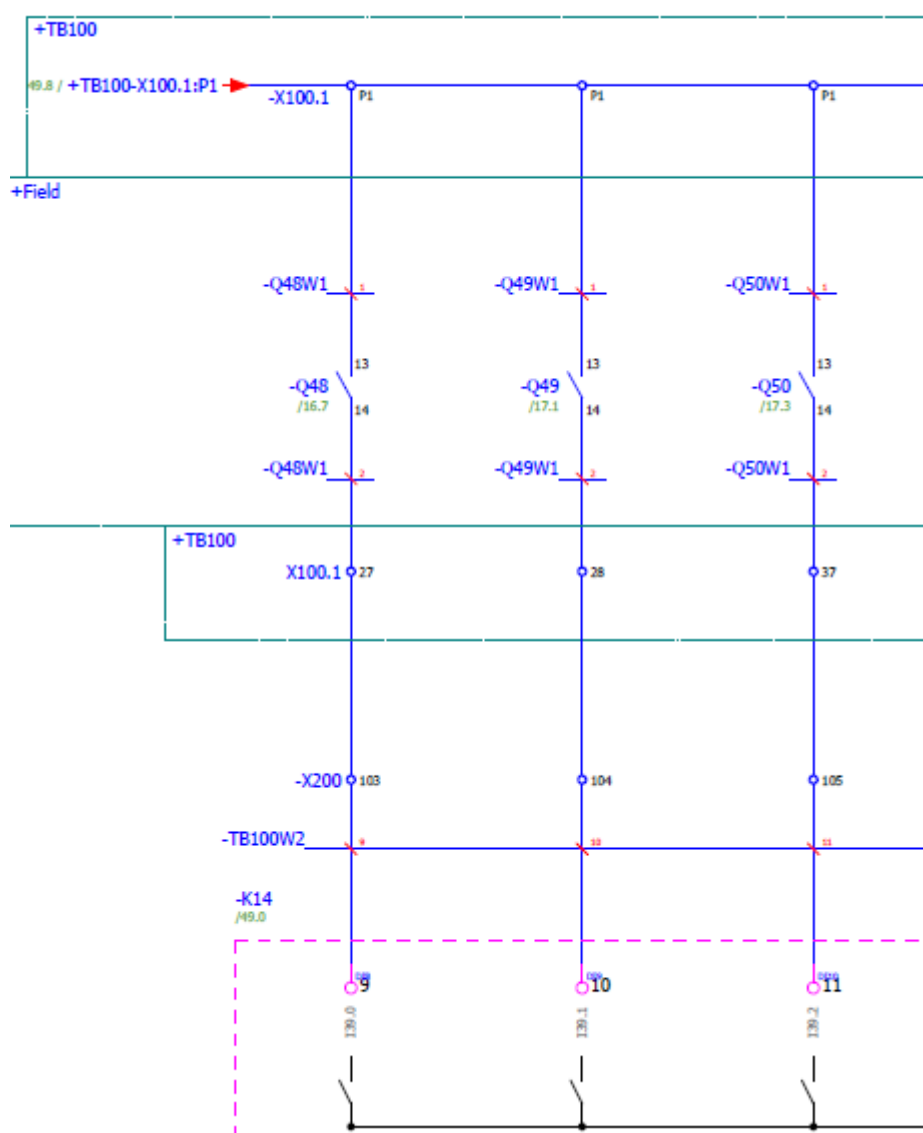 +TB100
49.8 / +TB100-X100.1:P1
-X100.1 P1 P1 P1
+Field
-Q48W1 1 -Q49W1 1 -Q50W1 1
13 13 13
-Q48 -Q49 -Q50
/16.7 14 /17.1 14 /17.3 14
-Q48W1 2 -Q49W1 2 -Q50W1 2
+TB100
X100.1 27 28 37
-X200 103 104 105
-TB100W2 9 10 11
-K14
/49.0
9 10 11
139.0 139.1 139.2